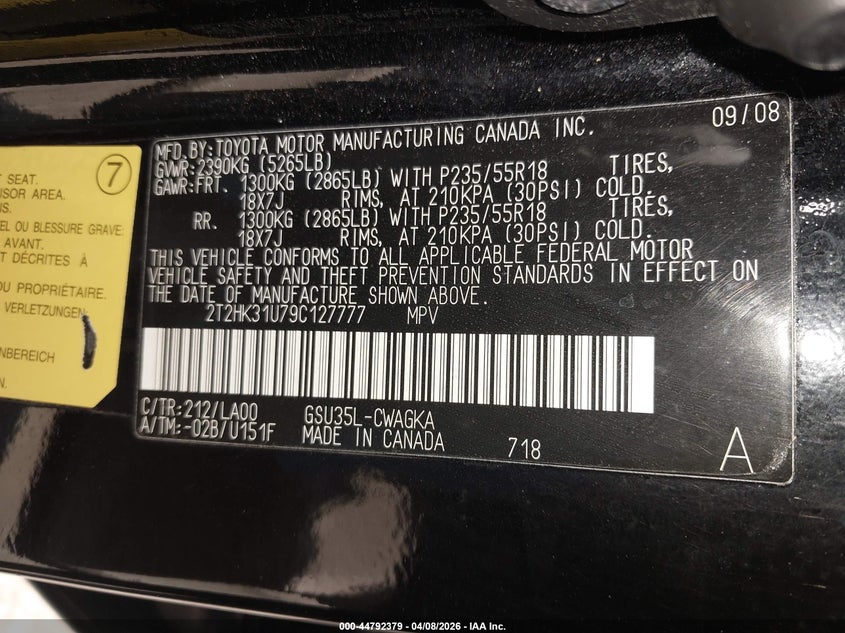 7
T SEAT.
ISOR AREA.
NS.
EL OU BLESSURE GRAVE:
AVANT.
T DÉCRITES À
DU PROPRIÉTAIRE.
VERLETZUNGEN
NBEREICH
N.
09/08
MFD. BY: TOYOTA MOTOR MANUFACTURING CANADA INC.
GVWR: 2390KG (5265LB)
GAWR: FRT. 1300KG (2865LB) WITH P235/55R18 TIRES,
18X7J RIMS, AT 210KPA (30PSI) COLD.
RR. 1300KG (2865LB) WITH P235/55R18 TIRES,
18X7J RIMS, AT 210KPA (30PSI) COLD.
THIS VEHICLE CONFORMS TO ALL APPLICABLE FEDERAL MOTOR
VEHICLE SAFETY AND THEFT PREVENTION STANDARDS IN EFFECT ON
THE DATE OF MANUFACTURE SHOWN ABOVE.
2T2HK31U79C127777 MPV
C/TR: 212/LA00 GSU35L-CWAGKA
A/TM: -02B/U151F MADE IN CANADA 718
A
000-44792379 - 04/08/2026 - IAA Inc.